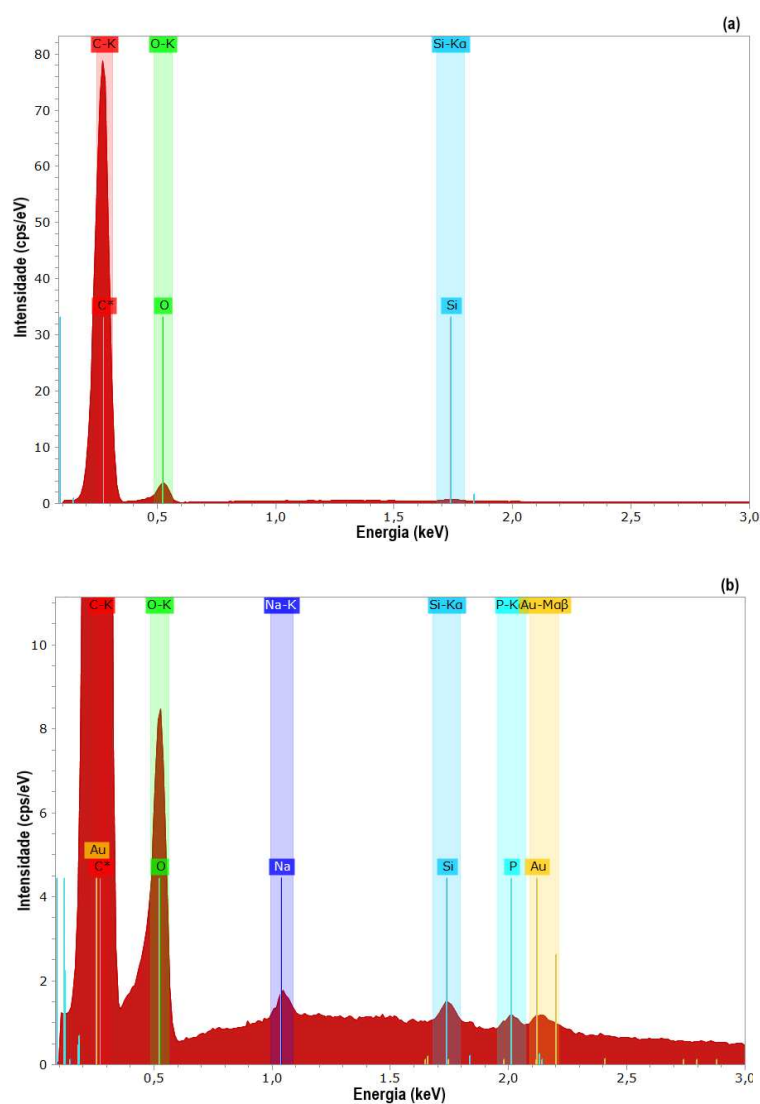 (a)
C-K O-K Si-Kα
80
70
60
Intensidade (cps/eV)
50
40
C* O Si
30
20
10
0
0,5 1,0 1,5 2,0 2,5 3,0
Energia (keV)
(b)
C-K O-K Na-K Si-Kα P-K Au-Mαβ
10
8
Intensidade (cps/eV)
6
Au
C* O Na Si P Au
4
2
0
0,5 1,0 1,5 2,0 2,5 3,0
Energia (keV)